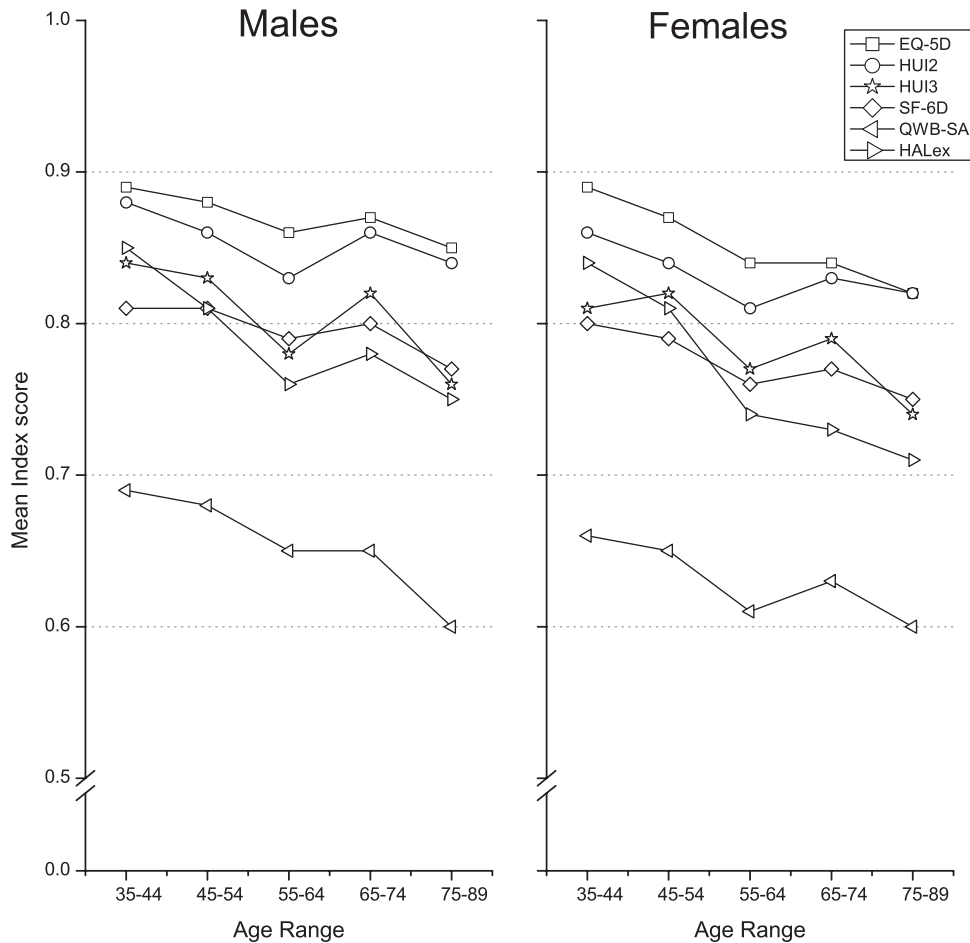 Males
Females
EQ-5D
HUI2
HUI3
SF-6D
QWB-SA
HALex
Mean Index score
1.0
0.9
0.8
0.7
0.6
0.5
0.0
35-44
45-54
55-64
65-74
75-89
35-44
45-54
55-64
65-74
75-89
Age Range
Age Range